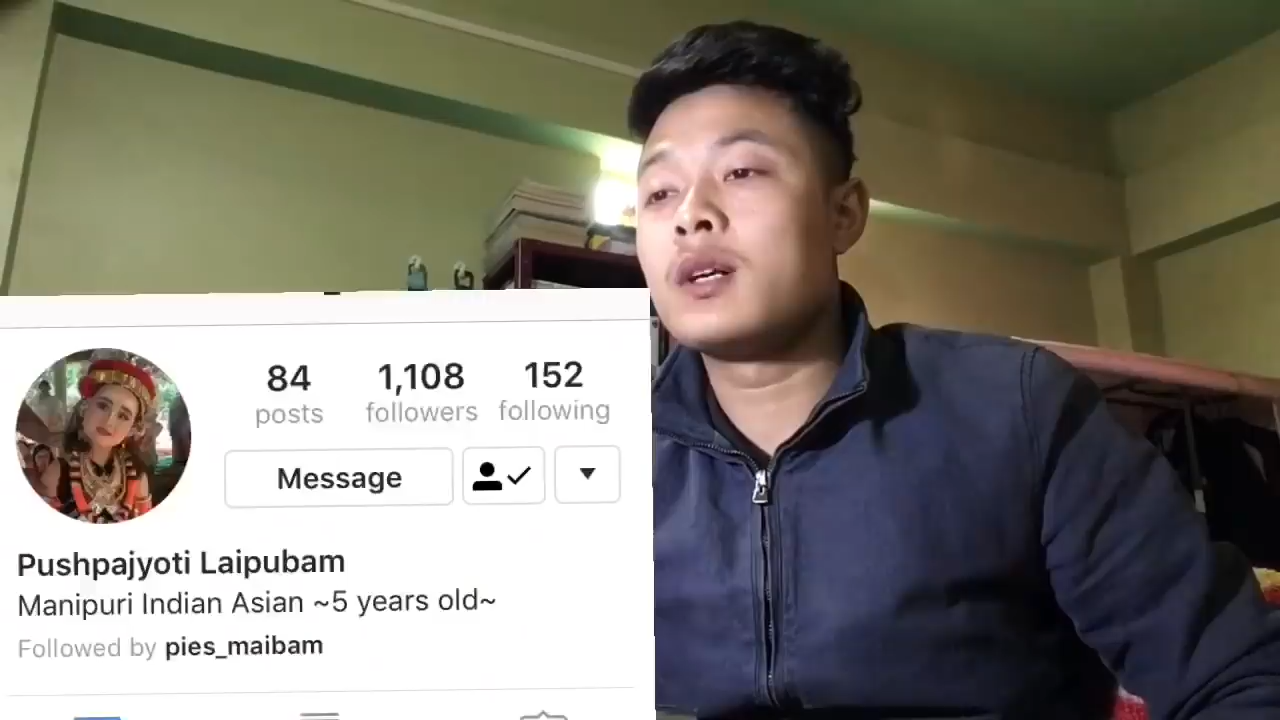 84 1,108 152
posts followers following
Message
Pushpajyoti Laipubam
Manipuri Indian Asian ~5 years old~
Followed by pies_maibam